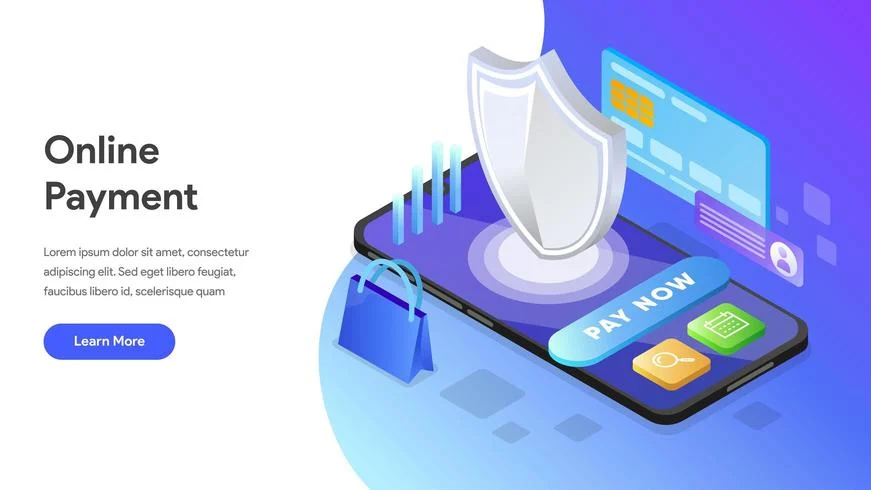 Online
Payment
Lorem ipsum dolor sit amet, consectetur
adipiscing elit. Sed eget libero feugiat,
faucibus libero id, scelerisque quam
Learn More
PAY NOW